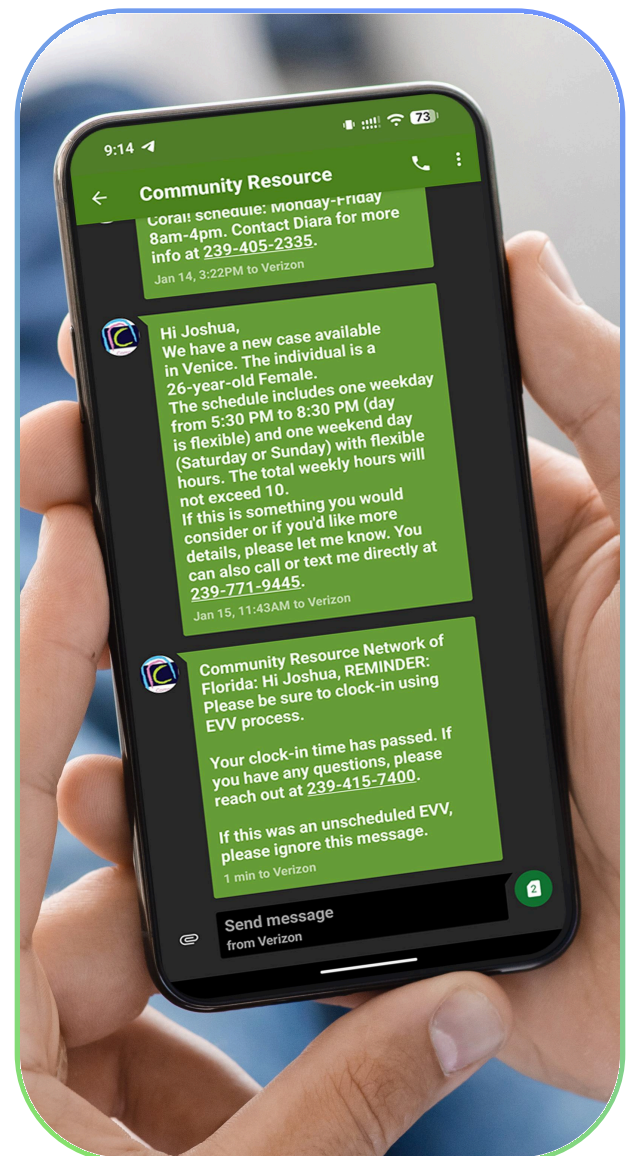 9:14
73
Community Resource
Coral! schedule: Monday-Friday
8am-4pm. Contact Diara for more
info at 239-405-2335.
Jan 14, 3:22PM to Verizon
Hi Joshua,
We have a new case available
in Venice. The individual is a
26-year-old Female.
The schedule includes one weekday
from 5:30 PM to 8:30 PM (day
is flexible) and one weekend day
(Saturday or Sunday) with flexible
hours. The total weekly hours will
not exceed 10.
If this is something you would
consider or if you'd like more
details, please let me know. You
can also call or text me directly at
239-771-9445.
Jan 15, 11:43AM to Verizon
Community Resource Network of
Florida: Hi Joshua, REMINDER:
Please be sure to clock-in using
EVV process.
Your clock-in time has passed. If
you have any questions, please
reach out at 239-415-7400.
If this was an unscheduled EVV,
please ignore this message.
1 min to Verizon
2
Send message
from Verizon